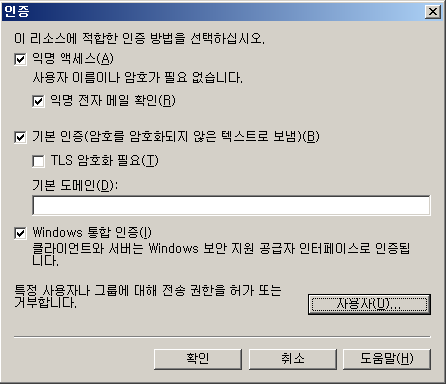 인증
이 리소스에 적합한 인증 방법을 선택하십시오.
익명 액세스(A)
사용자 이름이나 암호가 필요 없습니다.
익명 전자 메일 확인(R)
기본 인증(암호를 암호화되지 않은 텍스트로 보냄)(B)
TLS 암호화 필요(T)
기본 도메인(D):
Windows 통합 인증(I)
클라이언트와 서버는 Windows 보안 지원 공급자 인터페이스로 인증됩
니다.
특정 사용자나 그룹에 대해 전송 권한을 허가 또는
거부합니다.
사용자(U)...
확인 취소 도움말(H)